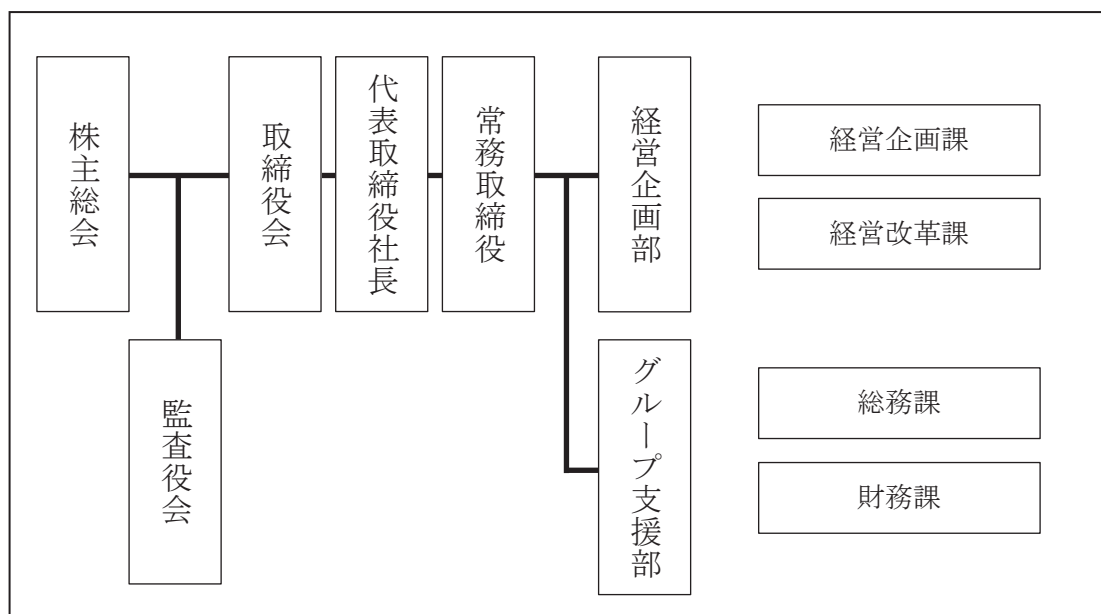 株主総会
監査役会
取締役会
代表取締役社長
常務取締役
経営企画部
経営企画課
経営改革課
グループ支援部
総務課
財務課